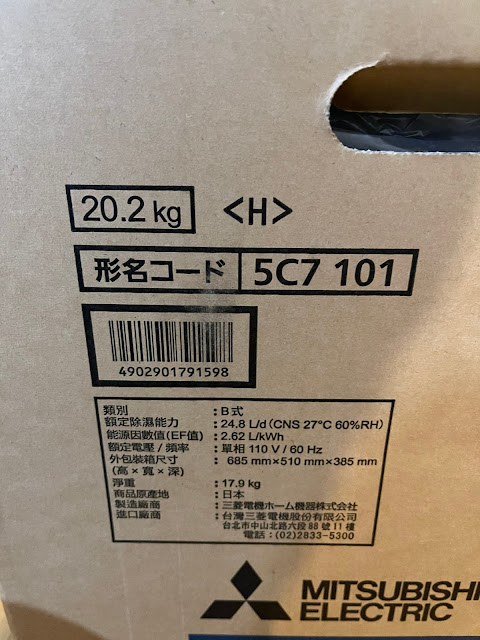 20.2 kg <H>
形名コード 5C7 101
4902901791598
類別 : B式
額定除濕能力 : 24.8 L/d (CNS 27°C 60%RH)
能源因數值(EF值) : 2.62 L/kWh
額定電壓 / 頻率 : 單相 110 V / 60 Hz
外包裝箱尺寸 : 685 mm×510 mm×385 mm
(高 × 寬 × 深)
淨重 : 17.9 kg
商品原產地 : 日本
製造廠商 : 三菱電機ホーム機器株式会社
進口廠商 : 台灣三菱電機股份有限公司
台北市中山北路六段88號11樓
電話 : (02)2833-5300
MITSUBISHI
ELECTRIC